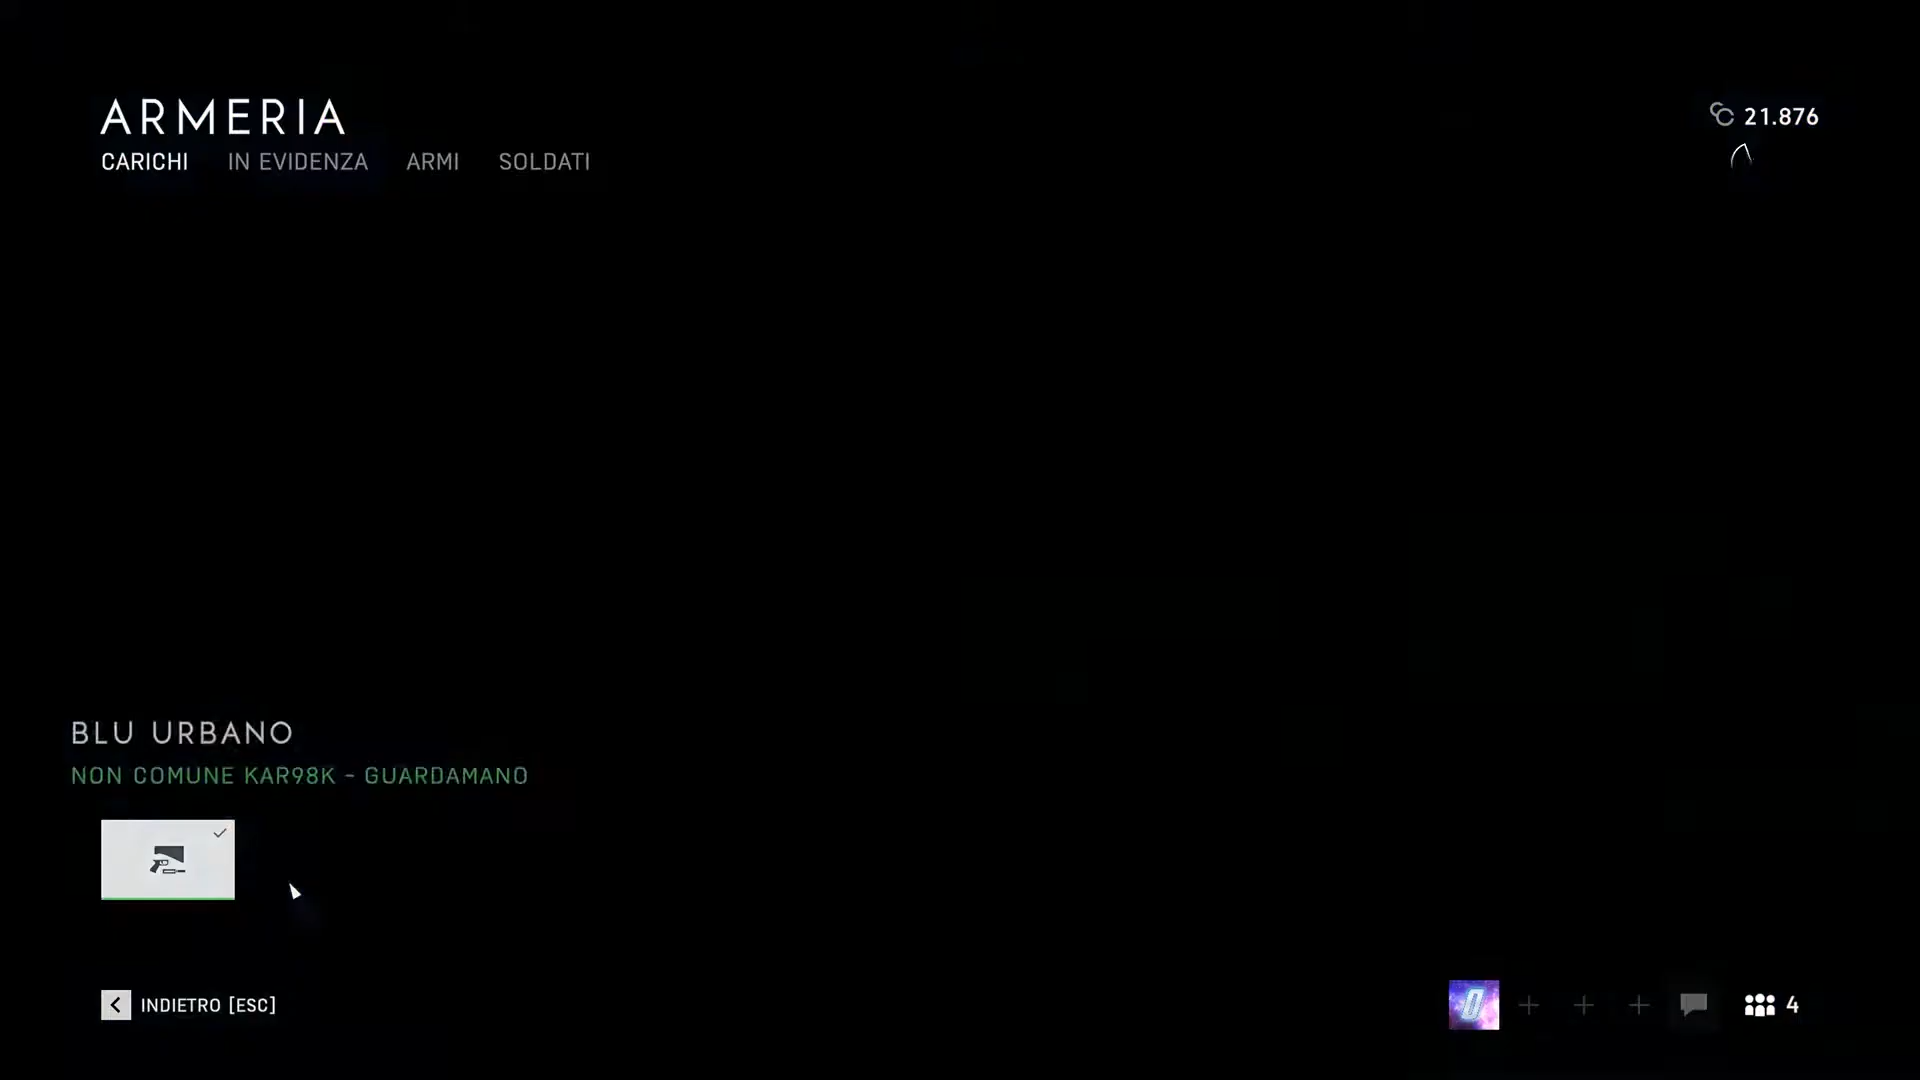 ARMERIA
CARICHI IN EVIDENZA ARMI SOLDATI
21.876
BLU URBANO
NON COMUNE KAR98K - GUARDAMANO
INDIETRO [ESC]
4